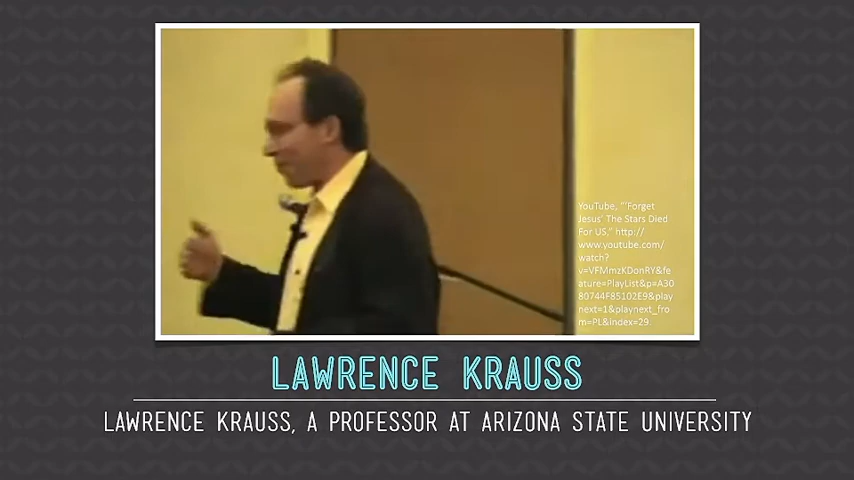 YouTube, "'Forget
Jesus' The Stars Died
For US," http://
www.youtube.com/
watch?
v=VFMmzKDonRY&fe
ature=PlayList&p=A30
80744F85102E9&play
next=1&playnext_fro
m=PL&index=29.
LAWRENCE KRAUSS
LAWRENCE KRAUSS, A PROFESSOR AT ARIZONA STATE UNIVERSITY